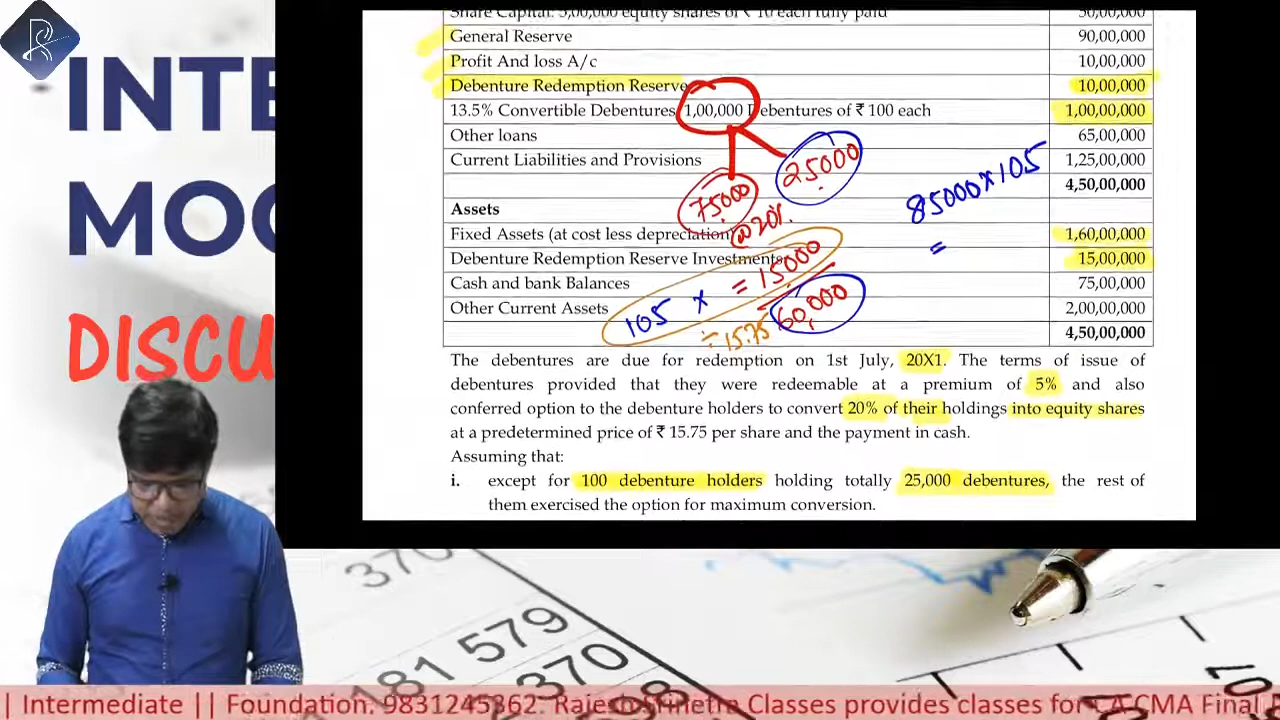 INTE
MOC
DISCU
Share Capital: 5,00,000 equity shares of ₹ 10 each fully paid 50,00,000
General Reserve 90,00,000
Profit And loss A/c 10,00,000
Debenture Redemption Reserve 10,00,000
13.5% Convertible Debentures, 1,00,000 Debentures of ₹ 100 each 1,00,00,000
Other loans 65,00,000
Current Liabilities and Provisions 1,25,00,000
4,50,00,000
Assets
Fixed Assets (at cost less depreciation) 1,60,00,000
Debenture Redemption Reserve Investments 15,00,000
Cash and bank Balances 75,00,000
Other Current Assets 2,00,00,000
4,50,00,000
25000
75000
@20%
85000×105
=
105 × = 15000
÷ 15.75 60,000
The debentures are due for redemption on 1st July, 20X1. The terms of issue of
debentures provided that they were redeemable at a premium of 5% and also
conferred option to the debenture holders to convert 20% of their holdings into equity shares
at a predetermined price of ₹ 15.75 per share and the payment in cash.
Assuming that:
i. except for 100 debenture holders holding totally 25,000 debentures, the rest of
them exercised the option for maximum conversion.
370
181 579
370
| Intermediate || Foundation. 9831245362. Rajesh Trinetra Classes provides classes for CA CMA Final